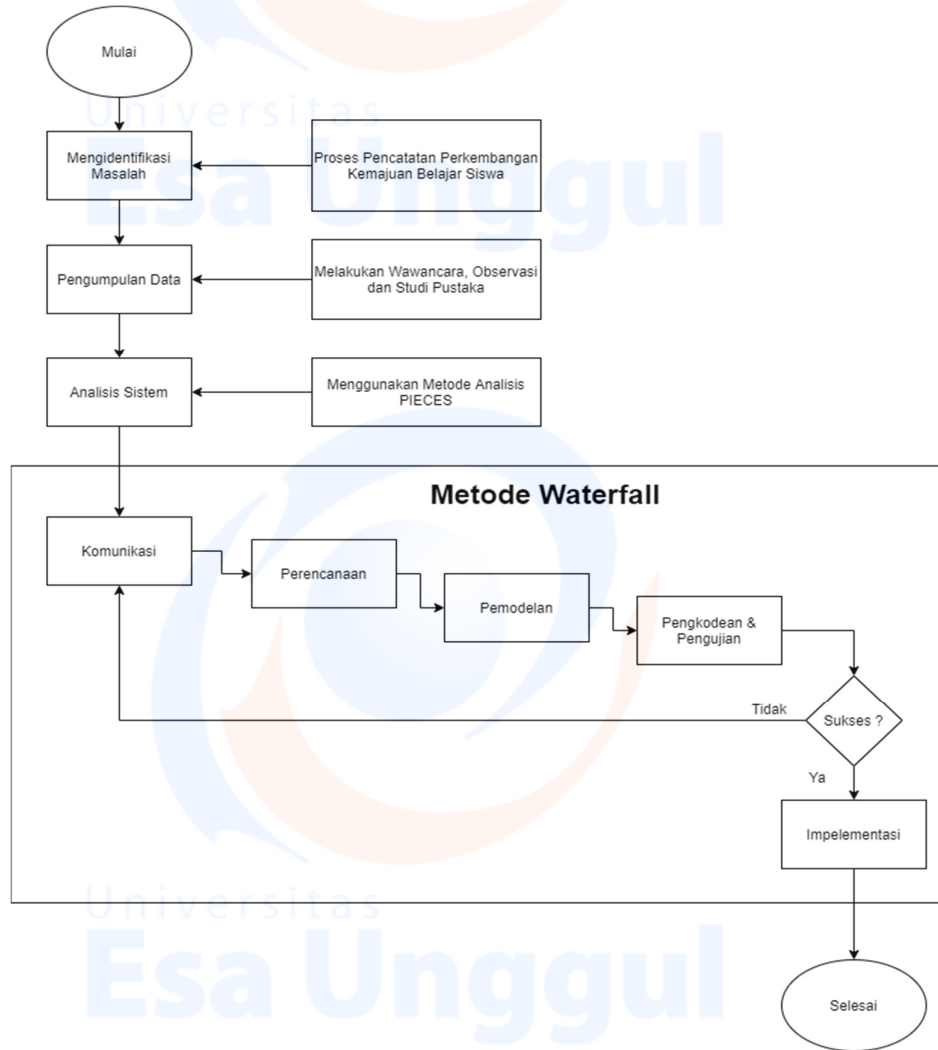 Mulai
Universitas
Esa Unggul
Mengidentifikasi
Masalah
Proses Pencatatan Perkembangan
Kemajuan Belajar Siswa
Pengumpulan Data
Melakukan Wawancara, Observasi
dan Studi Pustaka
Analisis Sistem
Menggunakan Metode Analisis
PIECES
Metode Waterfall
Komunikasi
Perencanaan
Pemodelan
Pengkodean &
Pengujian
Tidak
Sukses ?
Ya
Impelementasi
Universitas
Esa Unggul
Selesai